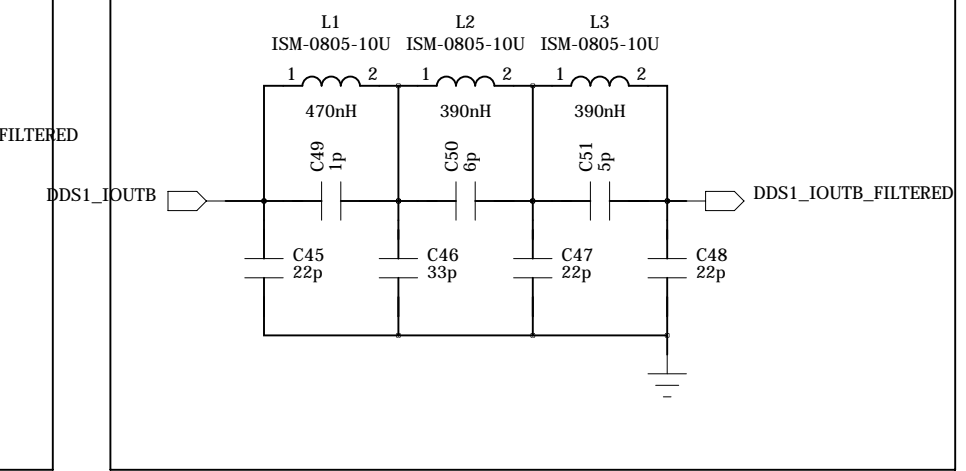 L1
ISM-0805-10U
1 2
470nH
L2
ISM-0805-10U
1 2
390nH
L3
ISM-0805-10U
1 2
390nH
FILTERED
C49
1p
C50
6p
C51
5p
DDS1_IOUTB
DDS1_IOUTB_FILTERED
C45
22p
C46
33p
C47
22p
C48
22p